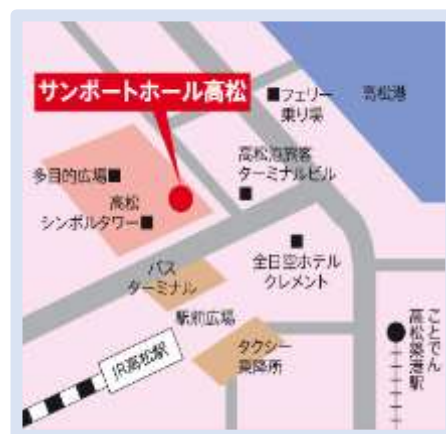 サンポートホール高松
フェリー
乗り場
高松港
多目的広場
高松港旅客
ターミナルビル
高松
シンボルタワー
全日空ホテル
クレメント
バス
ターミナル
駅前広場
JR高松駅
タクシー
乗降所
ことでん
高松築港駅